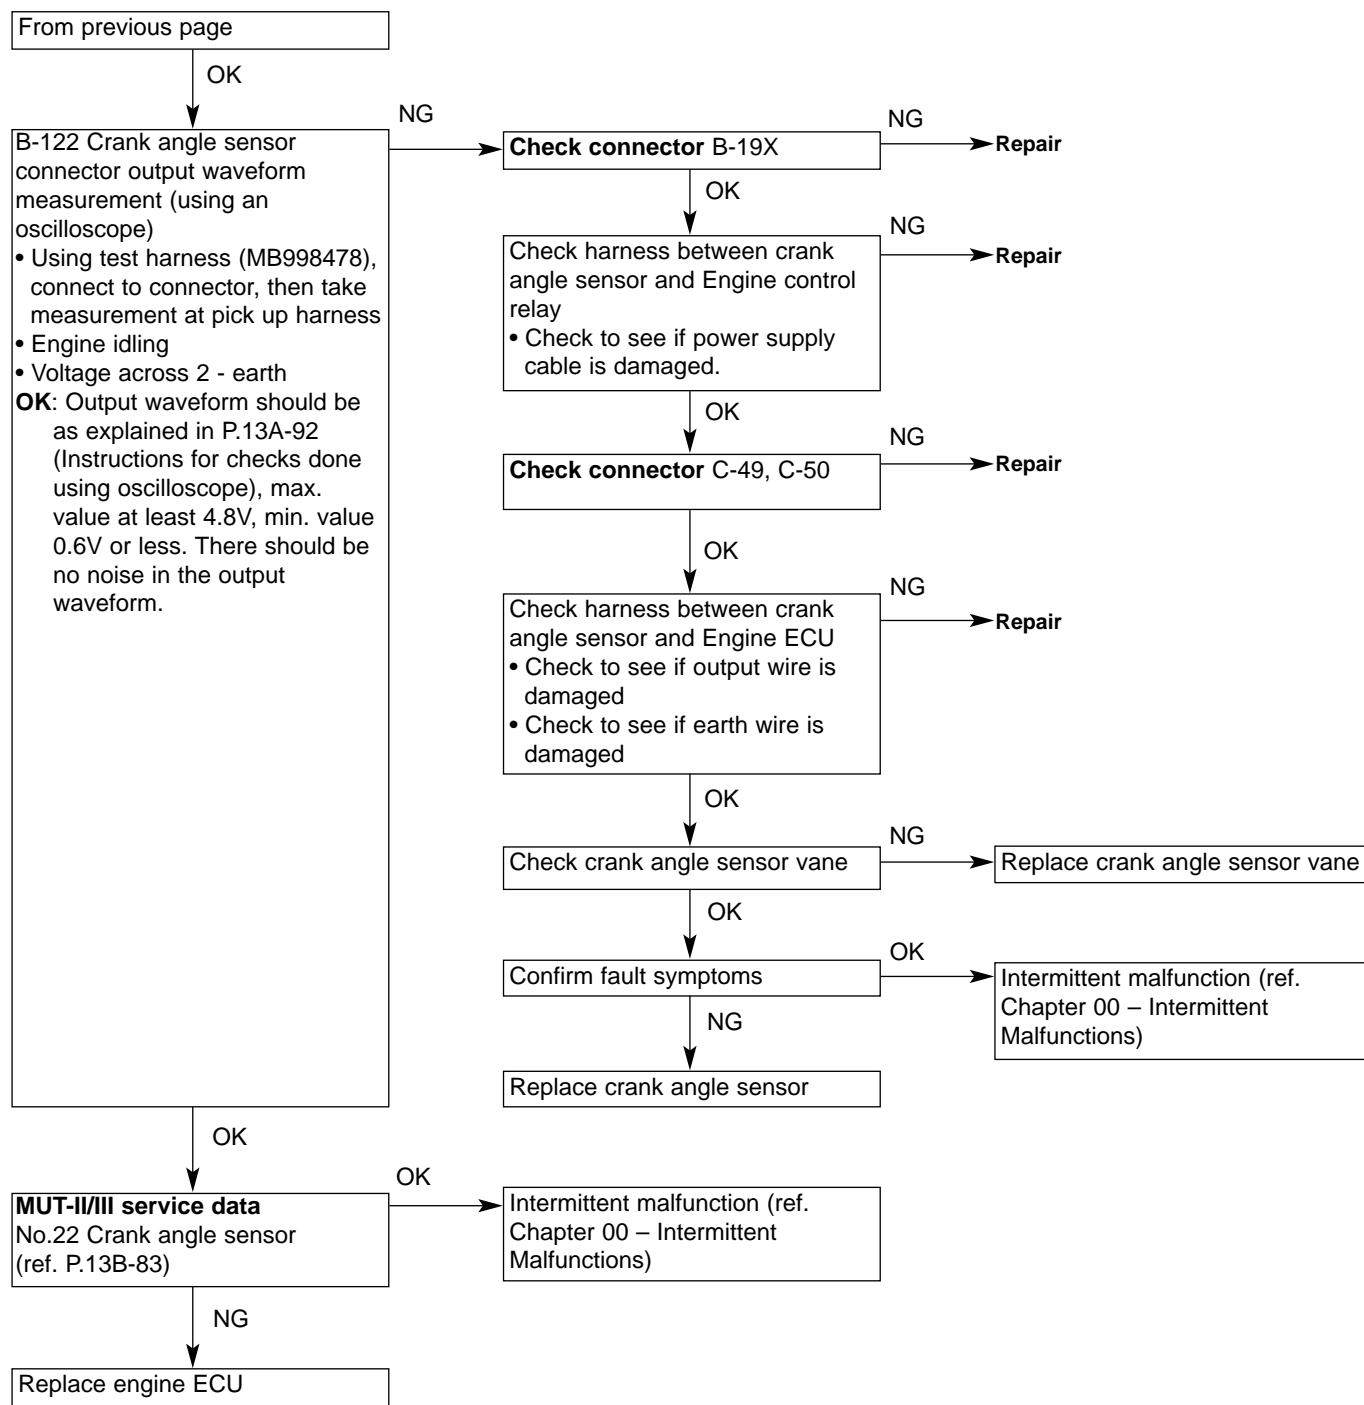 From previous page
OK
B-122 Crank angle sensor
connector output waveform
measurement (using an
oscilloscope)
• Using test harness (MB998478),
connect to connector, then take
measurement at pick up harness
• Engine idling
• Voltage across 2 - earth
OK: Output waveform should be
as explained in P.13A-92
(Instructions for checks done
using oscilloscope), max.
value at least 4.8V, min. value
0.6V or less. There should be
no noise in the output
waveform.
NG
Check connector B-19X
NG
Repair
OK
Check harness between crank
angle sensor and Engine control
relay
• Check to see if power supply
cable is damaged.
NG
Repair
OK
Check connector C-49, C-50
NG
Repair
OK
Check harness between crank
angle sensor and Engine ECU
• Check to see if output wire is
damaged
• Check to see if earth wire is
damaged
NG
Repair
OK
Check crank angle sensor vane
NG
Replace crank angle sensor vane
OK
Confirm fault symptoms
OK
Intermittent malfunction (ref.
Chapter 00 – Intermittent
Malfunctions)
NG
Replace crank angle sensor
OK
MUT-II/III service data
No.22 Crank angle sensor
(ref. P.13B-83)
OK
Intermittent malfunction (ref.
Chapter 00 – Intermittent
Malfunctions)
NG
Replace engine ECU